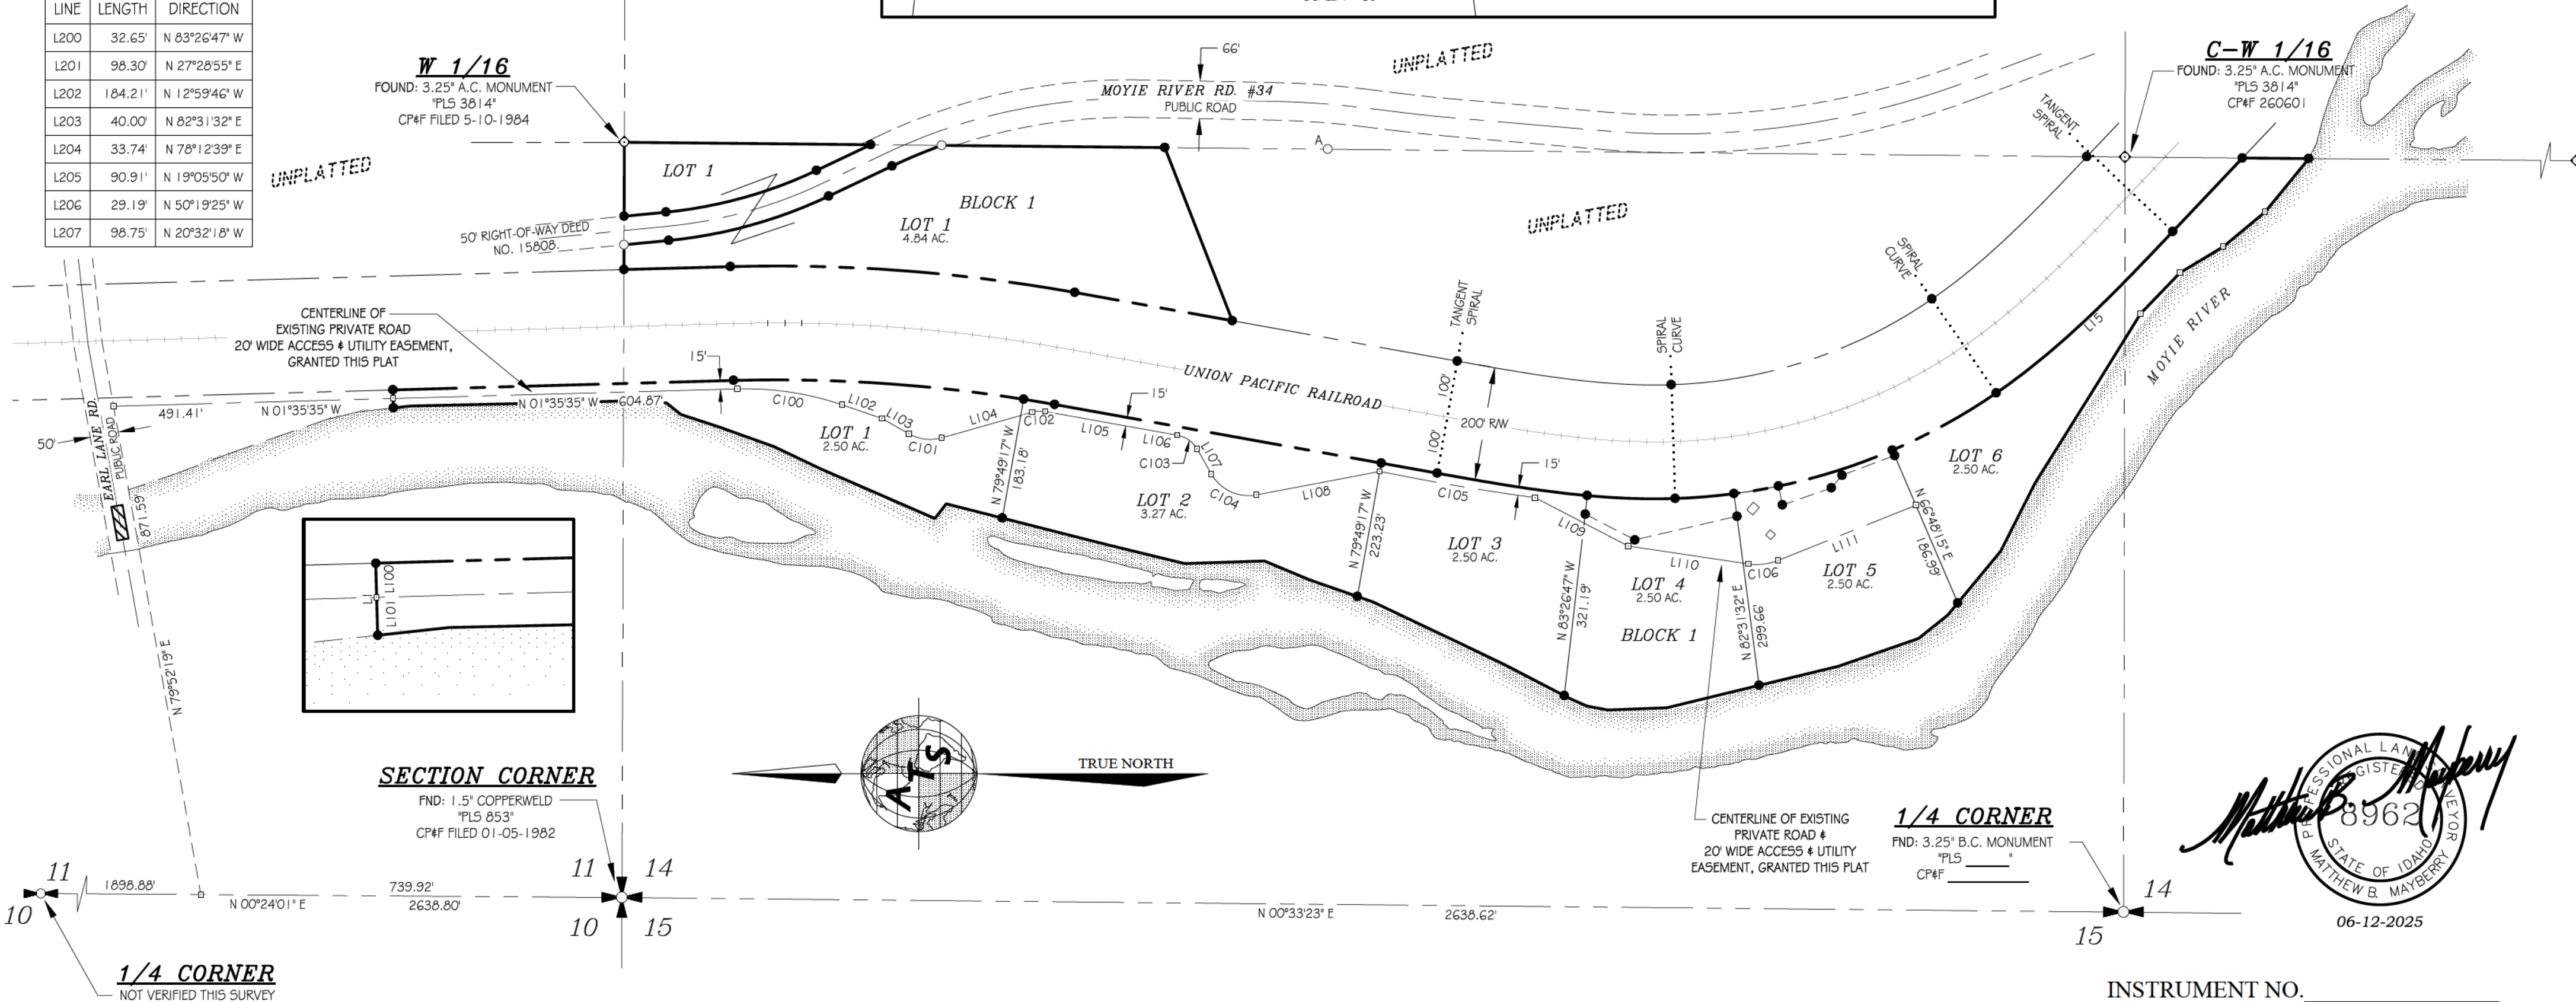 LINE LENGTH DIRECTION
L200 32.65' N 83°26'47" W
L201 98.30' N 27°28'55" E
L202 184.21' N 12°59'46" W
L203 40.00' N 82°31'32" E
L204 33.74' N 78°12'39" E
L205 90.91' N 19°05'50" W
L206 29.19' N 50°19'25" W
L207 98.75' N 20°32'18" W
W 1/16
FOUND: 3.25" A.C. MONUMENT
"PLS 3814"
CP&F FILED 5-10-1984
UNPLATTED
66'
MOYIE RIVER RD. #34
PUBLIC ROAD
UNPLATTED
A
C-W 1/16
FOUND: 3.25" A.C. MONUMENT
"PLS 3814"
CP&F 260601
TANGENT
SPIRAL
LOT 1
BLOCK 1
LOT 1
4.84 AC.
50' RIGHT-OF-WAY DEED
NO. 15808
UNPLATTED
SPIRAL
CURVE
CENTERLINE OF
EXISTING PRIVATE ROAD
20' WIDE ACCESS & UTILITY EASEMENT,
GRANTED THIS PLAT
TANGENT
SPIRAL
SPIRAL
CURVE
L15
MOYIE RIVER
UNION PACIFIC RAILROAD
15'
100'
100'
200' R/W
491.41'
N 01°35'35" W
N 01°35'35" W 604.87'
C100
L102
L103
C101
L104
C102
L105
15'
L106
C103
L107
C104
L108
C105
15'
L109
L110
C106
L111
50'
EARL LANE RD.
PUBLIC ROAD
871.59'
N 79°52'19" E
LOT 1
2.50 AC.
N 79°49'17" W
183.18'
LOT 2
3.27 AC.
N 79°49'17" W
223.23'
LOT 3
2.50 AC.
N 83°26'47" W
321.19'
LOT 4
2.50 AC.
BLOCK 1
N 82°31'32" E
299.66'
LOT 5
2.50 AC.
N 66°48'15" E
186.99'
LOT 6
2.50 AC.
L101 L100
SECTION CORNER
FND: 1.5" COPPERWELD
"PLS 853"
CP&F FILED 01-05-1982
ATS
TRUE NORTH
CENTERLINE OF EXISTING
PRIVATE ROAD &
20' WIDE ACCESS & UTILITY
EASEMENT, GRANTED THIS PLAT
1/4 CORNER
FND: 3.25" B.C. MONUMENT
"PLS ____ "
CP&F ________
Matthew B. Mayberry
PROFESSIONAL LAND SURVEYOR
REGISTERED
8962
STATE OF IDAHO
MATTHEW B. MAYBERRY
06-12-2025
11
10
1898.88'
N 00°24'01" E
739.92'
2638.80'
11 14
10 15
N 00°33'23" E
2638.62'
14
15
1/4 CORNER
NOT VERIFIED THIS SURVEY
INSTRUMENT NO.____________